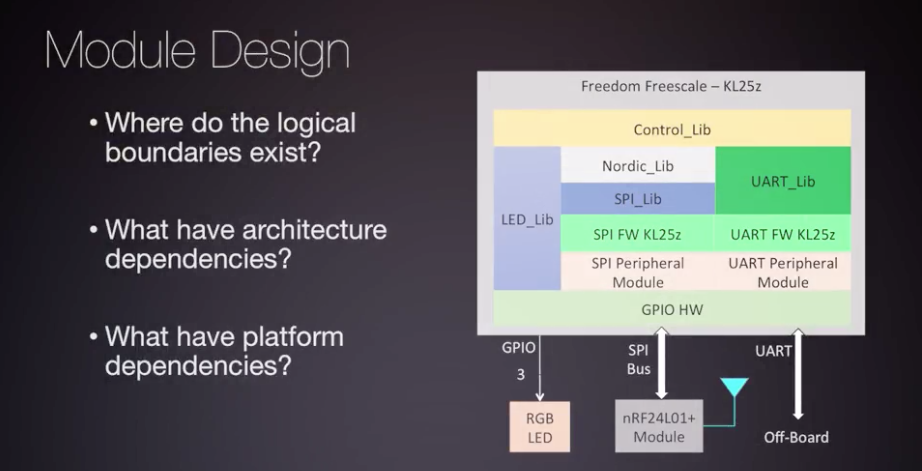 Module Design
• Where do the logical
boundaries exist?
• What have architecture
dependencies?
• What have platform
dependencies?
Freedom Freescale – KL25z
Control_Lib
Nordic_Lib
UART_Lib
SPI_Lib
LED_Lib
SPI FW KL25z
UART FW KL25z
SPI Peripheral
Module
UART Peripheral
Module
GPIO HW
GPIO
3
SPI
Bus
UART
RGB
LED
nRF24L01+
Module
Off-Board